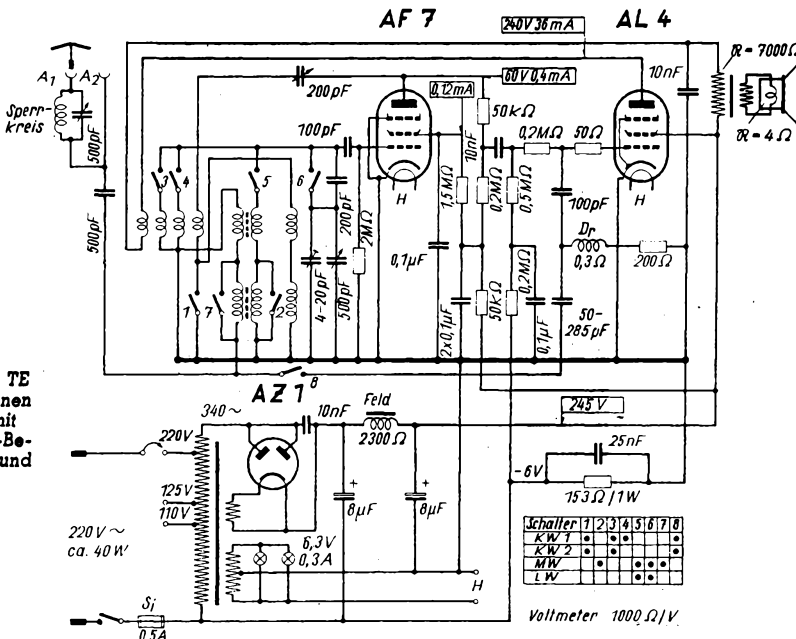 AF 7
AL 4
240V 36mA
60V 0,4mA
0,12mA
A1
A2
Sperr-
kreis
500pF
500pF
200pF
100pF
50kΩ
10nF
0,2MΩ
50Ω
10nF
R = 7000Ω
R = 4Ω
3
4
5
6
200pF
2MΩ
H
1,5MΩ
0,2MΩ
0,5MΩ
100pF
H
0,1µF
Dr
0,3Ω
200Ω
1
7
2
4-20pF
500pF
2x0,1µF
50kΩ
0,2MΩ
0,1µF
50-
285pF
8
TE
nen
mit
-Be-
und
AZ 1
340~
10nF
Feld
2300Ω
245 V
220V
125V
110V
220V~
ca. 40W
+
8µF
+
8µF
-6V
25nF
153Ω/1W
6,3V
0,3A
H
Si
0,5A
Schalter 1 2 3 4 5 6 7 8
KW 1 • • • •
KW 2 • • •
MW • • • •
LW • •
Voltmeter 1000Ω/V